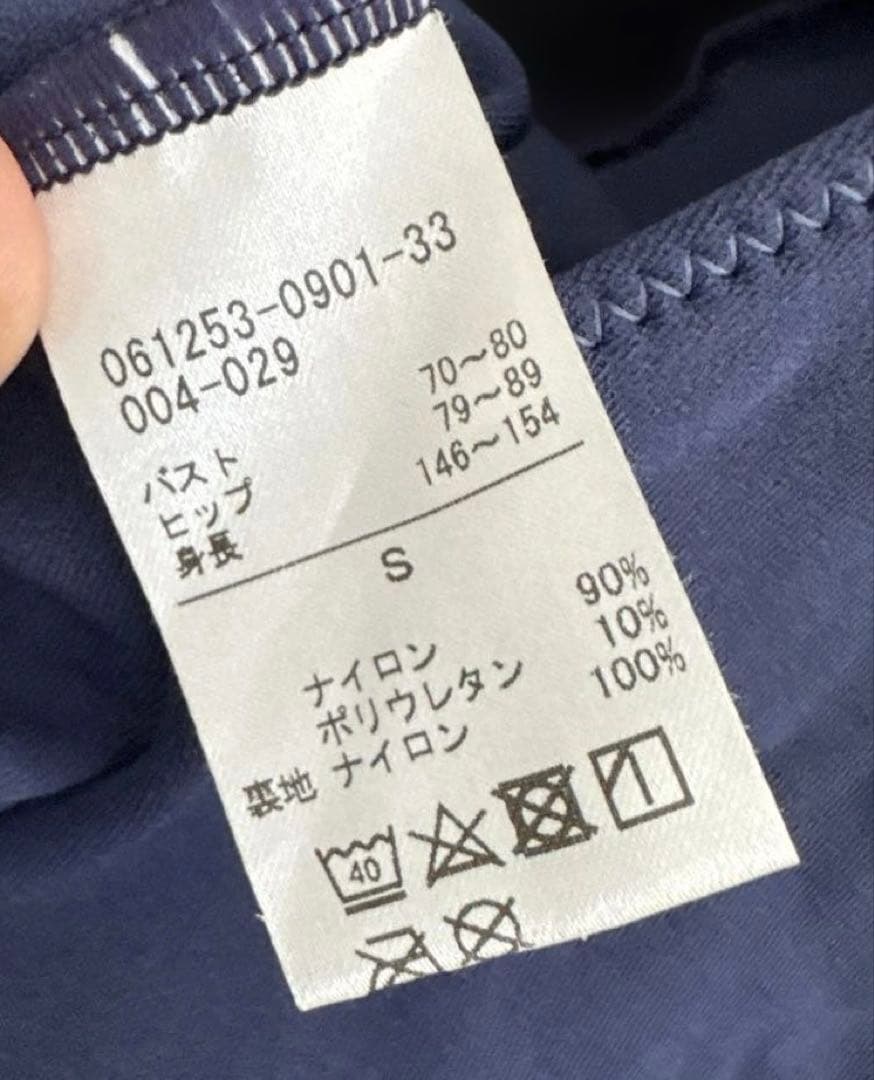 061253-0901-33
004-029
バスト 70〜80
ヒップ 79〜89
身長 146〜154
S
ナイロン 90%
ポリウレタン 10%
裏地 ナイロン 100%
40